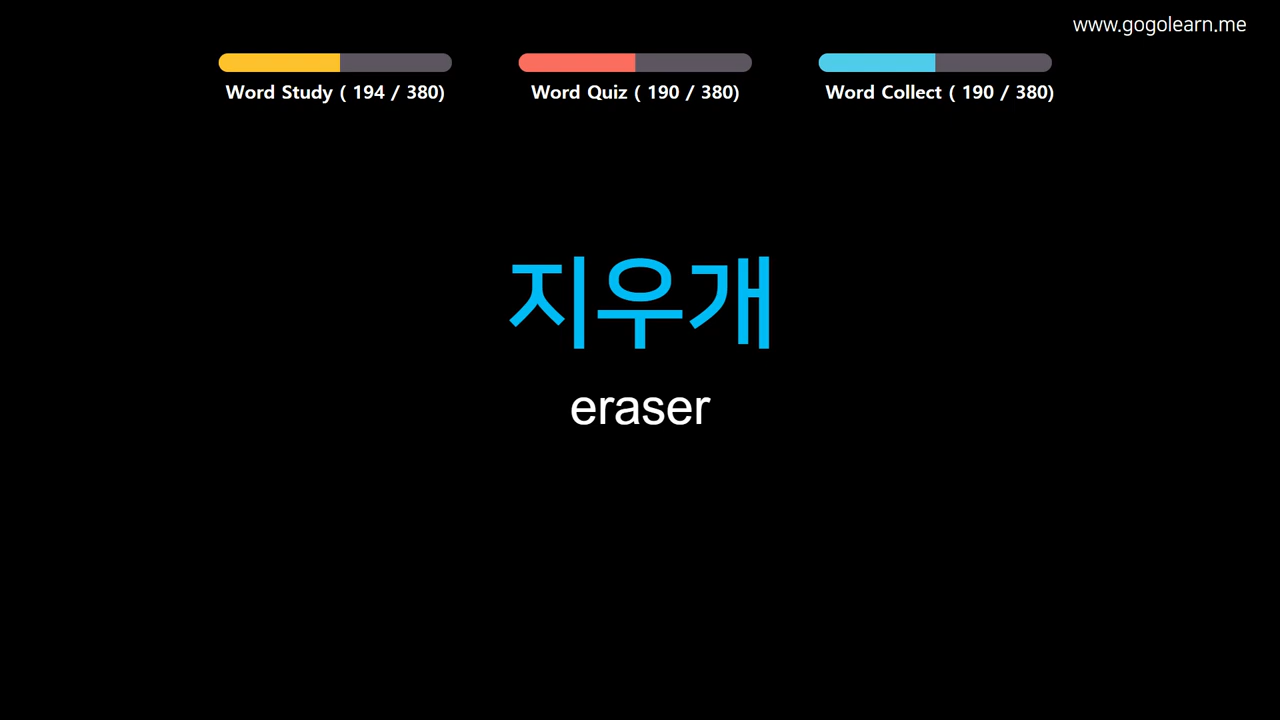 www.gogolearn.me
Word Study ( 194 / 380)
Word Quiz ( 190 / 380)
Word Collect ( 190 / 380)
지우개
eraser